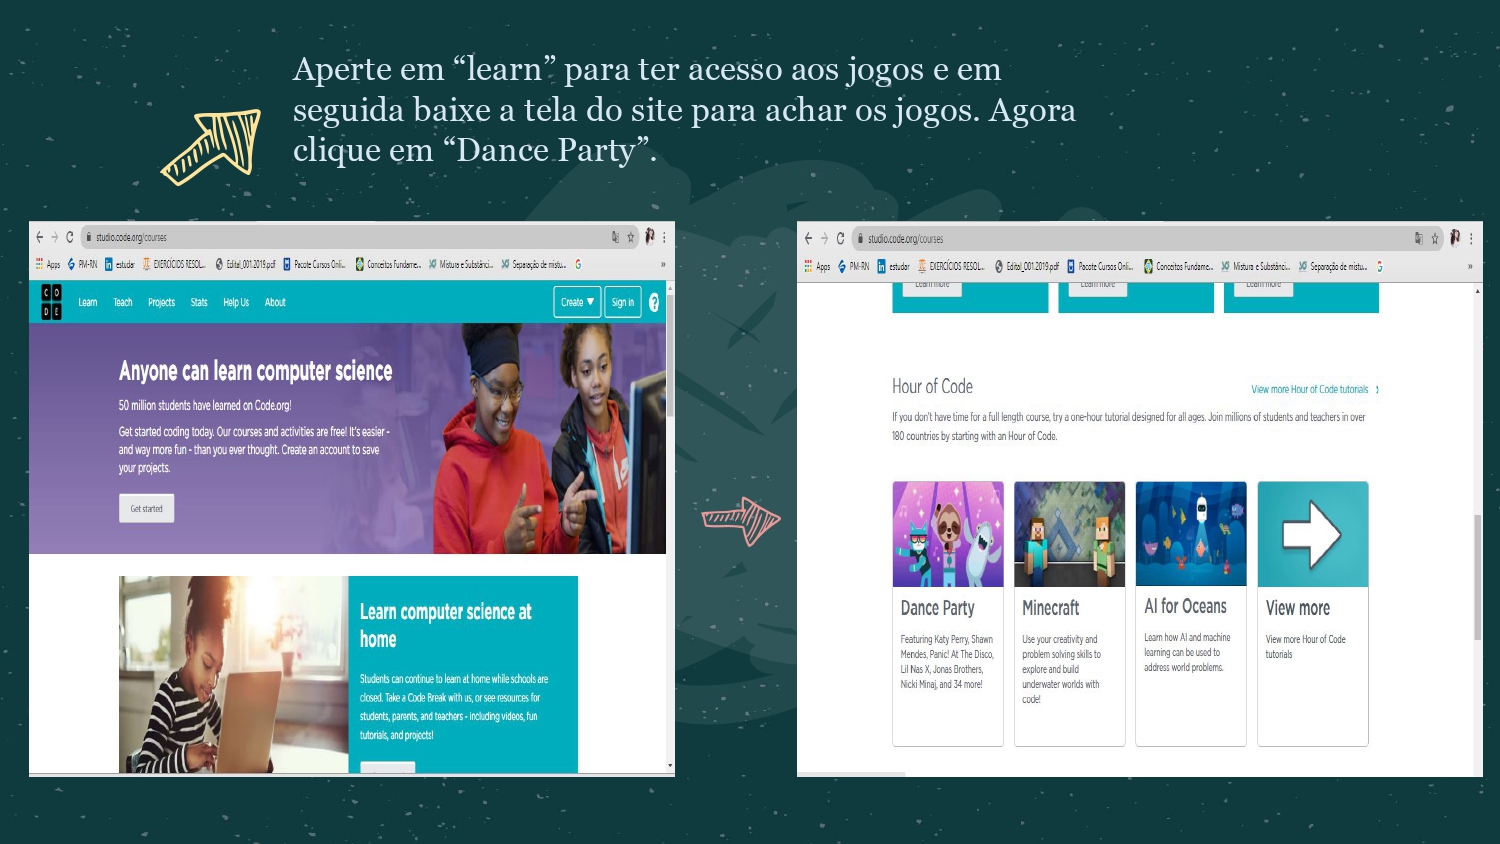 Aperte em “learn” para ter acesso aos jogos e em
seguida baixe a tela do site para achar os jogos. Agora
clique em “Dance Party”.
studio.code.org/courses
Apps PM-RN estudar EXERCÍCIOS RESOL... Edital_001.2019.pdf Pacote Cursos Onli... Conceitos Fundame... Mistura e Substânci... Separação de mistu... »
CO
DE
Learn Teach Projects Stats Help Us About Create ▼ Sign in ?
Anyone can learn computer science
50 million students have learned on Code.org!
Get started coding today. Our courses and activities are free! It's easier -
and way more fun - than you ever thought. Create an account to save
your projects.
Get started
Learn computer science at
home
Students can continue to learn at home while schools are
closed. Take a Code Break with us, or see resources for
students, parents, and teachers - including videos, fun
tutorials, and projects!
studio.code.org/courses
Apps PM-RN estudar EXERCÍCIOS RESOL... Edital_001.2019.pdf Pacote Cursos Onli... Conceitos Fundame... Mistura e Substânci... Separação de mistu... »
Learn more Learn more Learn more
Hour of Code
View more Hour of Code tutorials
If you don't have time for a full length course, try a one-hour tutorial designed for all ages. Join millions of students and teachers in over
180 countries by starting with an Hour of Code.
Dance Party
Featuring Katy Perry, Shawn
Mendes, Panic! At The Disco,
Lil Nas X, Jonas Brothers,
Nicki Minaj, and 34 more!
Minecraft
Use your creativity and
problem solving skills to
explore and build
underwater worlds with
code!
AI for Oceans
Learn how AI and machine
learning can be used to
address world problems.
View more
View more Hour of Code
tutorials